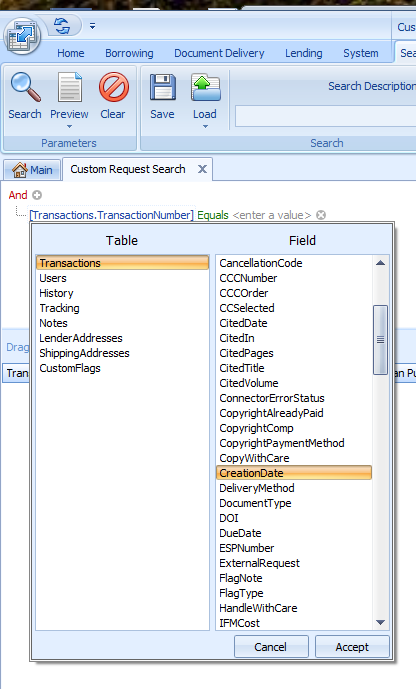 Cus
Home Borrowing Document Delivery Lending System Sea
Search Preview Clear Save Load
Search Description
Parameters Search
Main Custom Request Search X
And
[Transactions.TransactionNumber] Equals <enter a value>
Table Field
Transactions
Users
History
Tracking
Notes
LenderAddresses
ShippingAddresses
CustomFlags
CancellationCode
CCCNumber
CCCOrder
CCSelected
CitedDate
CitedIn
CitedPages
CitedTitle
CitedVolume
ConnectorErrorStatus
CopyrightAlreadyPaid
CopyrightComp
CopyrightPaymentMethod
CopyWithCare
CreationDate
DeliveryMethod
DocumentType
DOI
DueDate
ESPNumber
ExternalRequest
FlagNote
FlagType
HandleWithCare
IFMCost
Drag
Tran
an Pu
Cancel Accept